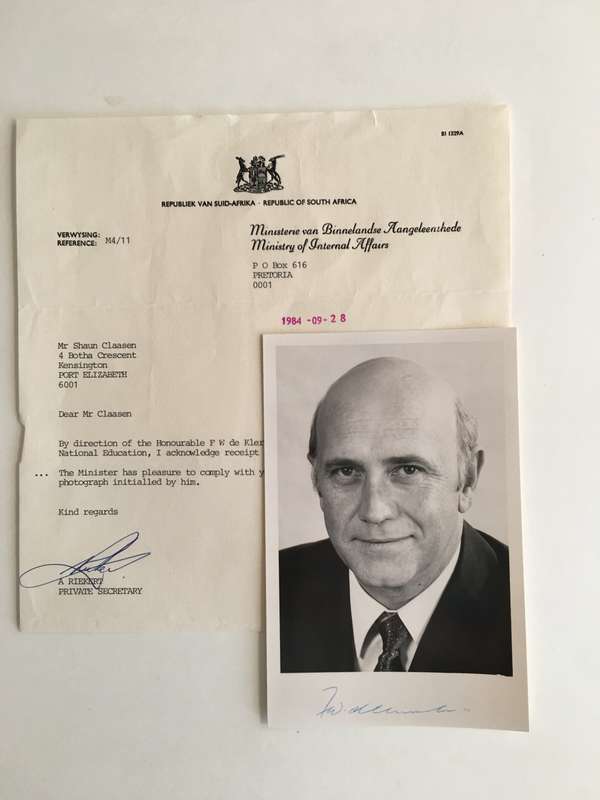 BI 1329A
REPUBLIEK VAN SUID-AFRIKA · REPUBLIC OF SOUTH AFRICA
VERWYSING:
REFERENCE: M4/11
Ministerie van Binnelandse Aangeleenthede
Ministry of Internal Affairs
P O Box 616
PRETORIA
0001
1984 -09- 28
Mr Shaun Claasen
4 Botha Crescent
Kensington
PORT ELIZABETH
6001
Dear Mr Claasen
By direction of the Honourable F W de Kler
National Education, I acknowledge receipt
... The Minister has pleasure to comply with y
photograph initialled by him.
Kind regards
A RIEKERT
PRIVATE SECRETARY